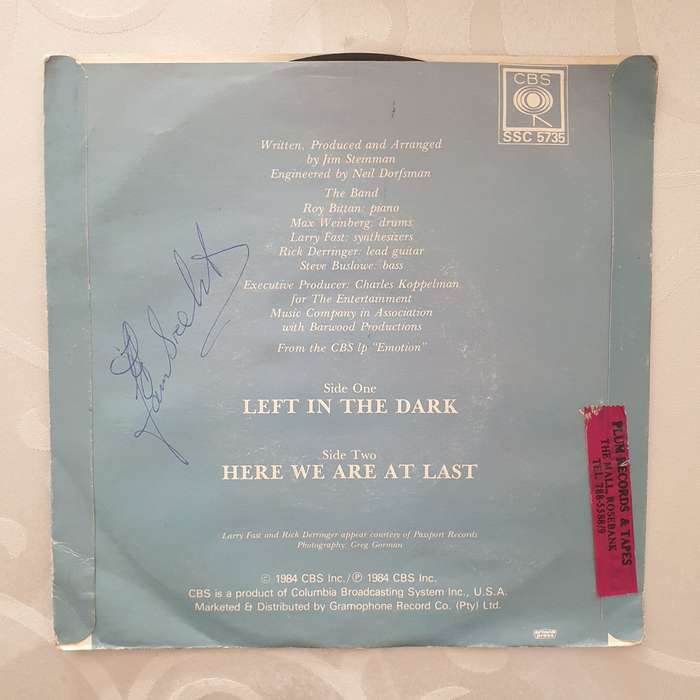 CBS
SSC 5735
Written, Produced and Arranged
by Jim Steinman
Engineered by Neil Dorfsman
The Band
Roy Bittan: piano
Max Weinberg: drums
Larry Fast: synthesizers
Rick Derringer: lead guitar
Steve Buslowe: bass
Executive Producer: Charles Koppelman
for The Entertainment
Music Company in Association
with Barwood Productions
From the CBS lp "Emotion"
Side One
LEFT IN THE DARK
Side Two
HERE WE ARE AT LAST
PLUM RECORDS & TAPES
THE MALL, ROSEBANK
TEL. 788-5588/9
Larry Fast and Rick Derringer appear courtesy of Passport Records
Photography: Greg Gorman
© 1984 CBS Inc./℗ 1984 CBS Inc.
CBS is a product of Columbia Broadcasting System Inc., U.S.A.
Marketed & Distributed by Gramophone Record Co. (Pty) Ltd.